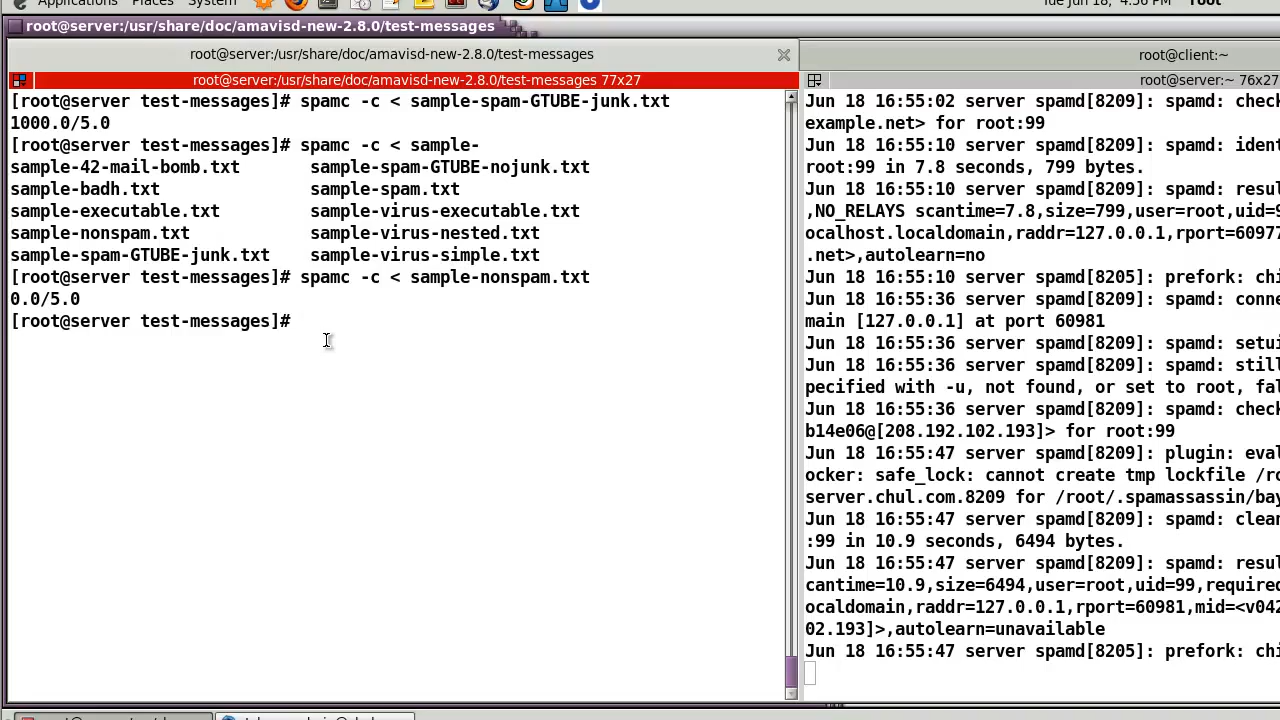 Applications Places System Tue Jun 18, 4:56 PM root
root@server:/usr/share/doc/amavisd-new-2.8.0/test-messages
root@server:/usr/share/doc/amavisd-new-2.8.0/test-messages
root@server:/usr/share/doc/amavisd-new-2.8.0/test-messages 77x27
[root@server test-messages]# spamc -c < sample-spam-GTUBE-junk.txt
1000.0/5.0
[root@server test-messages]# spamc -c < sample-
sample-42-mail-bomb.txt sample-spam-GTUBE-nojunk.txt
sample-badh.txt sample-spam.txt
sample-executable.txt sample-virus-executable.txt
sample-nonspam.txt sample-virus-nested.txt
sample-spam-GTUBE-junk.txt sample-virus-simple.txt
[root@server test-messages]# spamc -c < sample-nonspam.txt
0.0/5.0
[root@server test-messages]#
root@client:~
root@server:~ 76x27
Jun 18 16:55:02 server spamd[8209]: spamd: chec
example.net> for root:99
Jun 18 16:55:10 server spamd[8209]: spamd: iden
root:99 in 7.8 seconds, 799 bytes.
Jun 18 16:55:10 server spamd[8209]: spamd: resu
,NO_RELAYS scantime=7.8,size=799,user=root,uid=9
ocalhost.localdomain,raddr=127.0.0.1,rport=60977
.net>,autolearn=no
Jun 18 16:55:10 server spamd[8205]: prefork: chi
Jun 18 16:55:36 server spamd[8209]: spamd: conne
main [127.0.0.1] at port 60981
Jun 18 16:55:36 server spamd[8209]: spamd: setui
Jun 18 16:55:36 server spamd[8209]: spamd: still
pecified with -u, not found, or set to root, fal
Jun 18 16:55:36 server spamd[8209]: spamd: check
b14e06@[208.192.102.193]> for root:99
Jun 18 16:55:47 server spamd[8209]: plugin: eval
ocker: safe_lock: cannot create tmp lockfile /ro
server.chul.com.8209 for /root/.spamassassin/bay
Jun 18 16:55:47 server spamd[8209]: spamd: clean
:99 in 10.9 seconds, 6494 bytes.
Jun 18 16:55:47 server spamd[8209]: spamd: resul
cantime=10.9,size=6494,user=root,uid=99,required
ocaldomain,raddr=127.0.0.1,rport=60981,mid=<v042
02.193]>,autolearn=unavailable
Jun 18 16:55:47 server spamd[8205]: prefork: chi